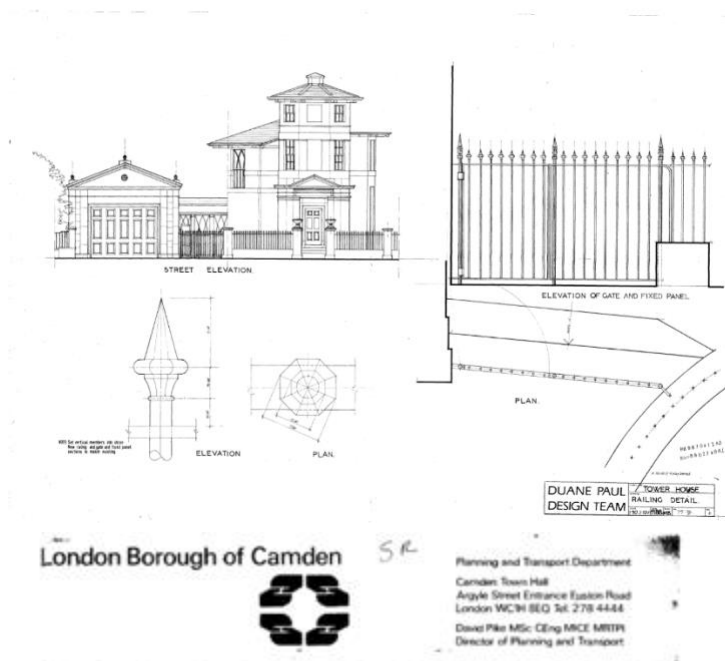 STREET ELEVATION.
ELEVATION OF GATE AND FIXED PANEL
PLAN.
ELEVATION
PLAN.
DUANE PAUL
DESIGN TEAM
TOWER HOUSE
RAILING DETAIL
London Borough of Camden
SR
Planning and Transport Department
Camden Town Hall
Argyle Street Entrance Euston Road
London WC1H 8EQ Tel: 278 4444
David Pike MSc CEng MICE MRTPI
Director of Planning and Transport